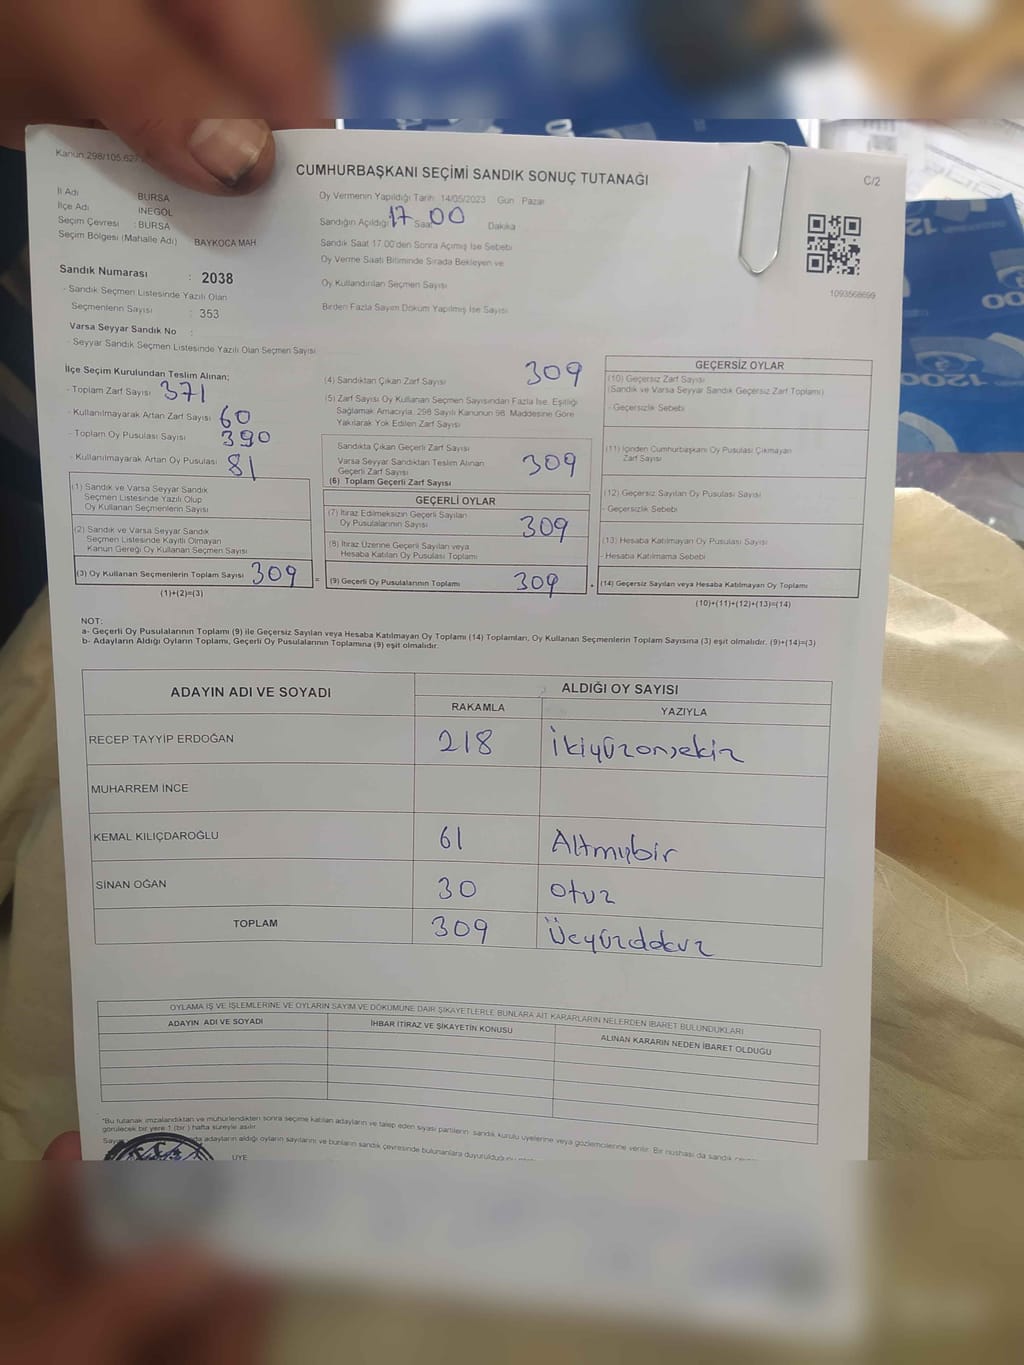 Kanun 298/105.627
CUMHURBAŞKANI SEÇİMİ SANDIK SONUÇ TUTANAĞI
C/2
İl Adı BURSA
İlçe Adı İNEGÖL
Seçim Çevresi : BURSA
Seçim Bölgesi (Mahalle Adı) BAYKOCA MAH
Oy Vermenin Yapıldığı Tarih 14/05/2023 Gün Pazar
Sandığın Açıldığı 17 Saat 00 Dakika
Sandık Saat 17.00'den Sonra Açılmış İse Sebebi
Oy Verme Saati Bitiminde Sırada Bekleyen ve
Oy Kullandırılan Seçmen Sayısı
Birden Fazla Sayım Döküm Yapılmış İse Sayısı
1093568699
Sandık Numarası : 2038
- Sandık Seçmen Listesinde Yazılı Olan
Seçmenlerin Sayısı : 353
Varsa Seyyar Sandık No :
- Seyyar Sandık Seçmen Listesinde Yazılı Olan Seçmen Sayısı
İlçe Seçim Kurulundan Teslim Alınan;
- Toplam Zarf Sayısı 371
- Kullanılmayarak Artan Zarf Sayısı 60
- Toplam Oy Pusulası Sayısı 390
- Kullanılmayarak Artan Oy Pusulası 81
(1) Sandık ve Varsa Seyyar Sandık
Seçmen Listesinde Yazılı Olup
Oy Kullanan Seçmenlerin Sayısı
(2) Sandık ve Varsa Seyyar Sandık
Seçmen Listesinde Kayıtlı Olmayan
Kanun Gereği Oy Kullanan Seçmen Sayısı
(3) Oy Kullanan Seçmenlerin Toplam Sayısı 309 =
(1)+(2)=(3)
(4) Sandıktan Çıkan Zarf Sayısı 309
(5) Zarf Sayısı Oy Kullanan Seçmen Sayısından Fazla İse, Eşitliği
Sağlamak Amacıyla, 298 Sayılı Kanunun 98. Maddesine Göre
Yakılarak Yok Edilen Zarf Sayısı
Sandıkta Çıkan Geçerli Zarf Sayısı
Varsa Seyyar Sandıktan Teslim Alınan
Geçerli Zarf Sayısı 309
(6) Toplam Geçerli Zarf Sayısı
GEÇERLİ OYLAR
(7) İtiraz Edilmeksizin Geçerli Sayılan
Oy Pusulalarının Sayısı 309
(8) İtiraz Üzerine Geçerli Sayılan veya
Hesaba Katılan Oy Pusulası Toplamı
(9) Geçerli Oy Pusulalarının Toplamı 309 +
GEÇERSİZ OYLAR
(10) Geçersiz Zarf Sayısı
(Sandık ve Varsa Seyyar Sandık Geçersiz Zarf Toplamı)
- Geçersizlik Sebebi
(11) İçinden Cumhurbaşkanı Oy Pusulası Çıkmayan
Zarf Sayısı
(12) Geçersiz Sayılan Oy Pusulası Sayısı
- Geçersizlik Sebebi
(13) Hesaba Katılmayan Oy Pusulası Sayısı
- Hesaba Katılmama Sebebi
(14) Geçersiz Sayılan veya Hesaba Katılmayan Oy Toplamı
(10)+(11)+(12)+(13)=(14)
NOT:
a- Geçerli Oy Pusulalarının Toplamı (9) ile Geçersiz Sayılan veya Hesaba Katılmayan Oy Toplamı (14) Toplamları, Oy Kullanan Seçmenlerin Toplam Sayısına (3) eşit olmalıdır. (9)+(14)=(3)
b- Adayların Aldığı Oyların Toplamı, Geçerli Oy Pusulalarının Toplamına (9) eşit olmalıdır.
ADAYIN ADI VE SOYADI
ALDIĞI OY SAYISI
RAKAMLA YAZIYLA
RECEP TAYYİP ERDOĞAN 218 İkiyüzonsekiz
MUHARREM İNCE
KEMAL KILIÇDAROĞLU 61 Altmışbir
SİNAN OĞAN 30 otuz
TOPLAM 309 Üçyüzdokuz
OYLAMA İŞ VE İŞLEMLERİNE VE OYLARIN SAYIM VE DÖKÜMÜNE DAİR ŞİKAYETLERLE BUNLARA AİT KARARLARIN NELERDEN İBARET BULUNDUKLARI
ADAYIN ADI VE SOYADI
İHBAR İTİRAZ VE ŞİKAYETİN KONUSU
ALINAN KARARIN NEDEN İBARET OLDUĞU
*Bu tutanak imzalandıktan ve mühürlendikten sonra seçime katılan adayların ve talep eden siyasi partilerin sandık kurulu üyelerine veya gözlemcilerine verilir. Bir nüshası da sandık
görülecek bir yere 1 (bir) hafta süreyle asılır.
adayların aldığı oyların sayılarını ve bunların sandık çevresinde bulunanlara duyurulduğunu
ÜYE
1200